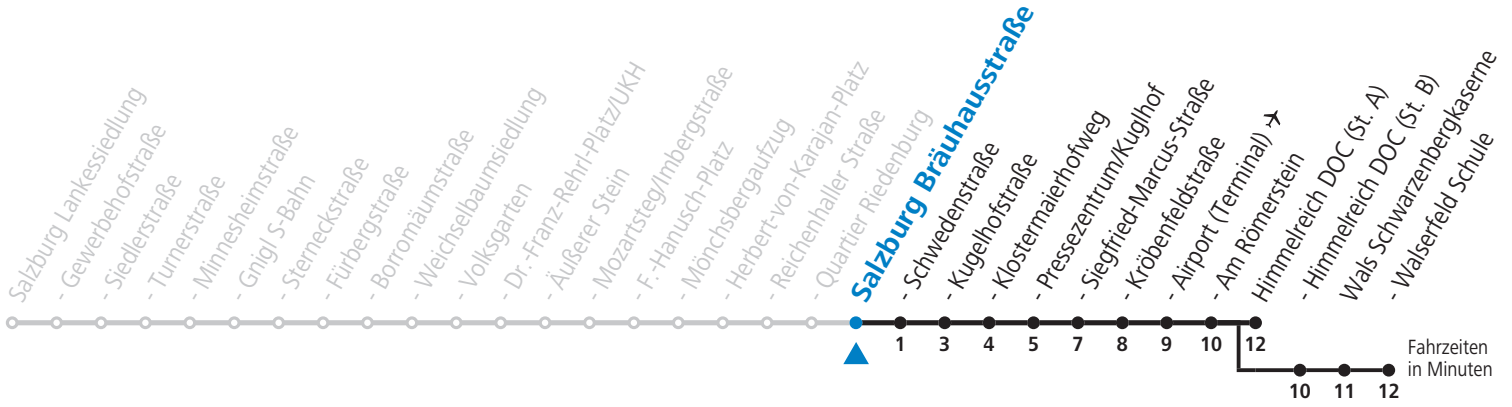 Salzburg Lankessiedlung
- Gewerbehofstraße
- Siedlerstraße
- Turnerstraße
- Minnesheimstraße
- Gnigl S-Bahn
- Sterneckstraße
- Fürbergstraße
- Borromäumstraße
- Weichselbaumsiedlung
- Volksgarten
- Dr.-Franz-Rehrl-Platz/UKH
- Äußerer Stein
- Mozartsteg/Imbergstraße
- F.-Hanusch-Platz
- Mönchsbergaufzug
- Herbert-von-Karajan-Platz
- Reichenhaller Straße
- Quartier Riedenburg
Salzburg Bräuhausstraße
- Schwedenstraße
- Kugelhofstraße
- Klostermaierhofweg
- Pressezentrum/Kuglhof
- Siegfried-Marcus-Straße
- Kröbenfeldstraße
- Airport (Terminal) ✈
- Am Römerstein
Himmelreich DOC (St. A)
- Himmelreich DOC (St. B)
Wals Schwarzenbergkaserne
- Walserfeld Schule
1 3 4 5 7 8 9 10 12
Fahrzeiten
in Minuten
10 11 12